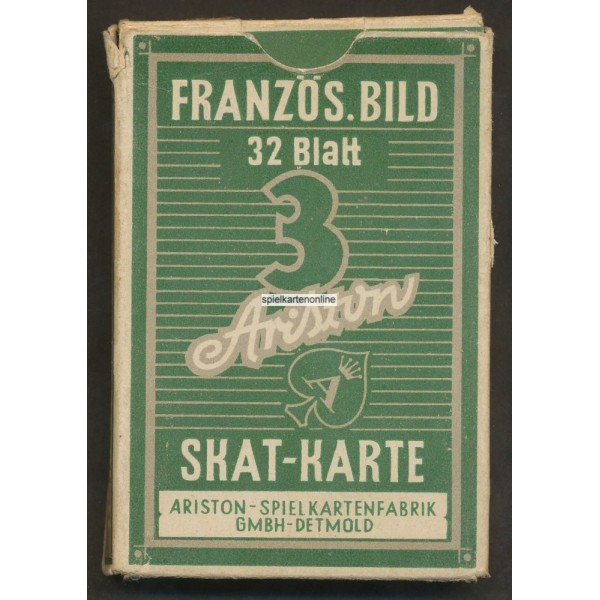 FRANZÖS. BILD
32 Blatt
3
Ariston
spielkartenonline
A
SKAT-KARTE
ARISTON-SPIELKARTENFABRIK
GMBH-DETMOLD